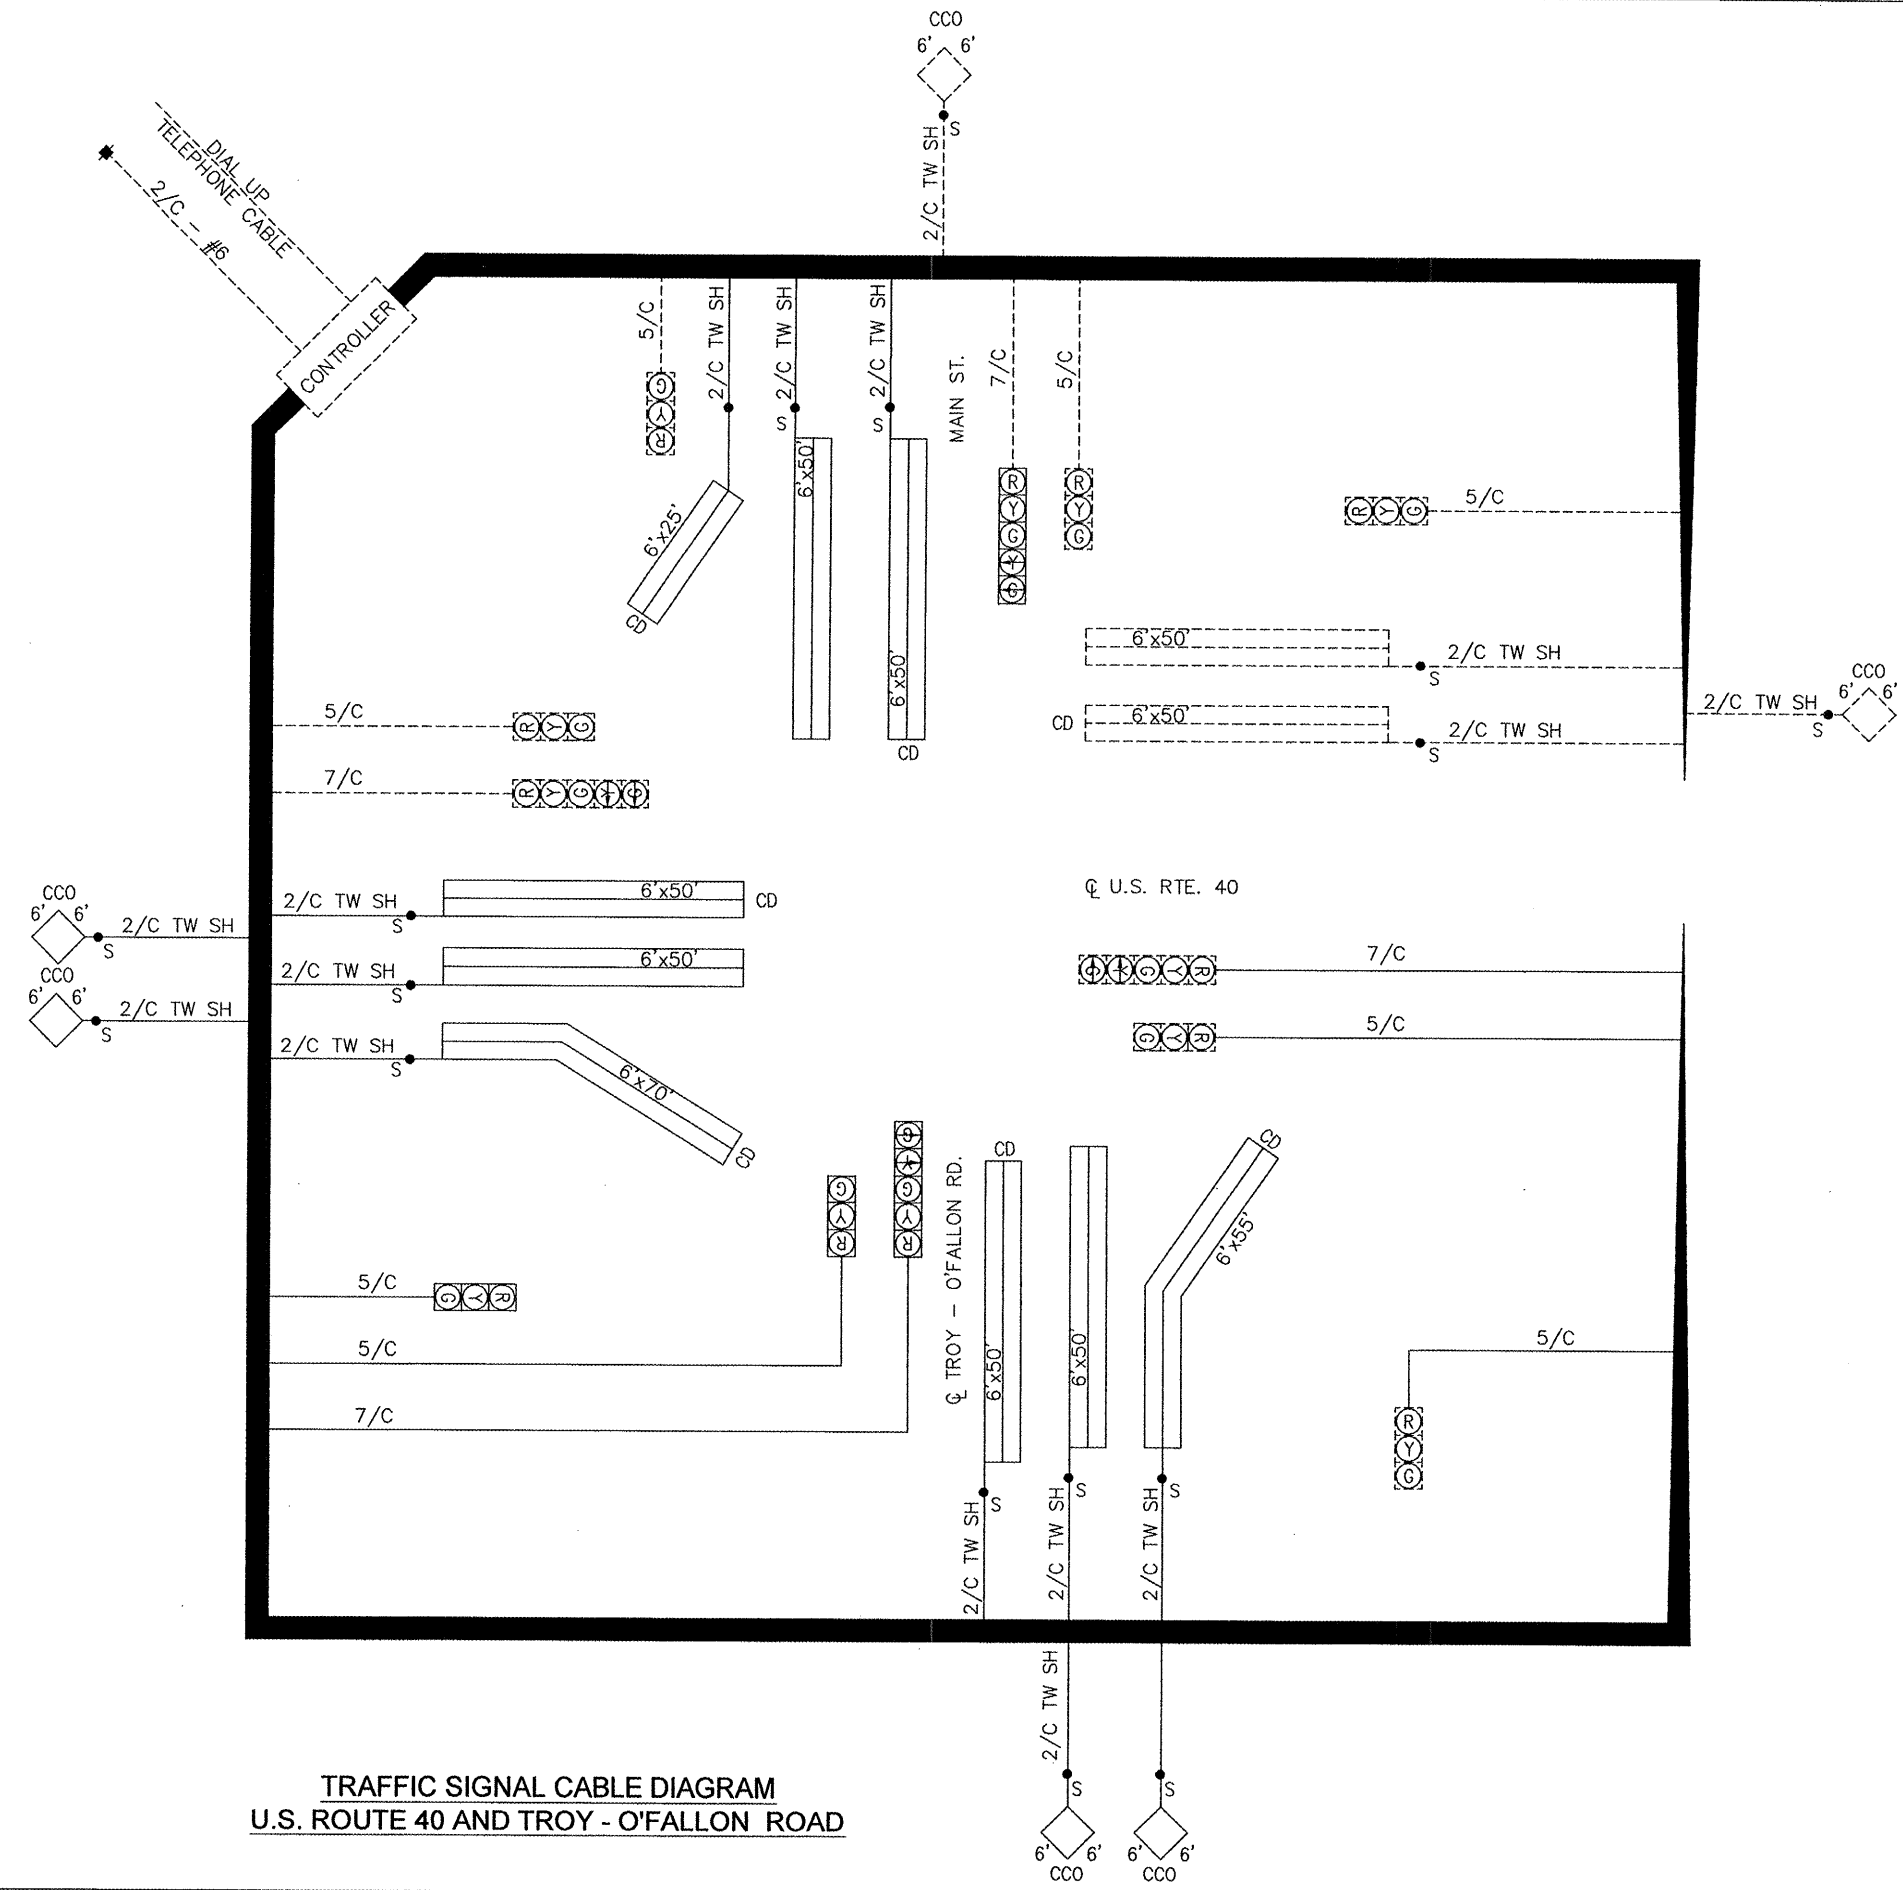 CCO
6' 6'
S
2/C TW SH
DIAL UP
TELEPHONE CABLE
2/C - #6
CONTROLLER
5/C
G Y R
2/C TW SH
6'x25'
CD
2/C TW SH
S
6'x50'
2/C TW SH
S
6'x50'
CD
MAIN ST.
7/C
R Y G Y G
5/C
R Y G
R Y G
5/C
6'x50'
2/C TW SH
S
CD
6'x50'
2/C TW SH
S
2/C TW SH
S
CCO
6' 6'
5/C
R Y G
7/C
R Y G Y G
CCO
6' 6'
2/C TW SH
S
CCO
6' 6'
2/C TW SH
S
2/C TW SH
S
6'x50'
CD
2/C TW SH
S
6'x50'
2/C TW SH
S
6'x70'
CD
℄ U.S. RTE. 40
G Y G Y R
7/C
G Y R
5/C
G Y R
G Y G Y R
℄ TROY - O'FALLON RD.
5/C
G Y R
5/C
7/C
CD
6'x50'
S
2/C TW SH
6'x50'
S
2/C TW SH
CD
6'x55'
S
2/C TW SH
5/C
R Y G
2/C TW SH
S
6' 6'
CCO
S
6' 6'
CCO
TRAFFIC SIGNAL CABLE DIAGRAM
U.S. ROUTE 40 AND TROY - O'FALLON ROAD